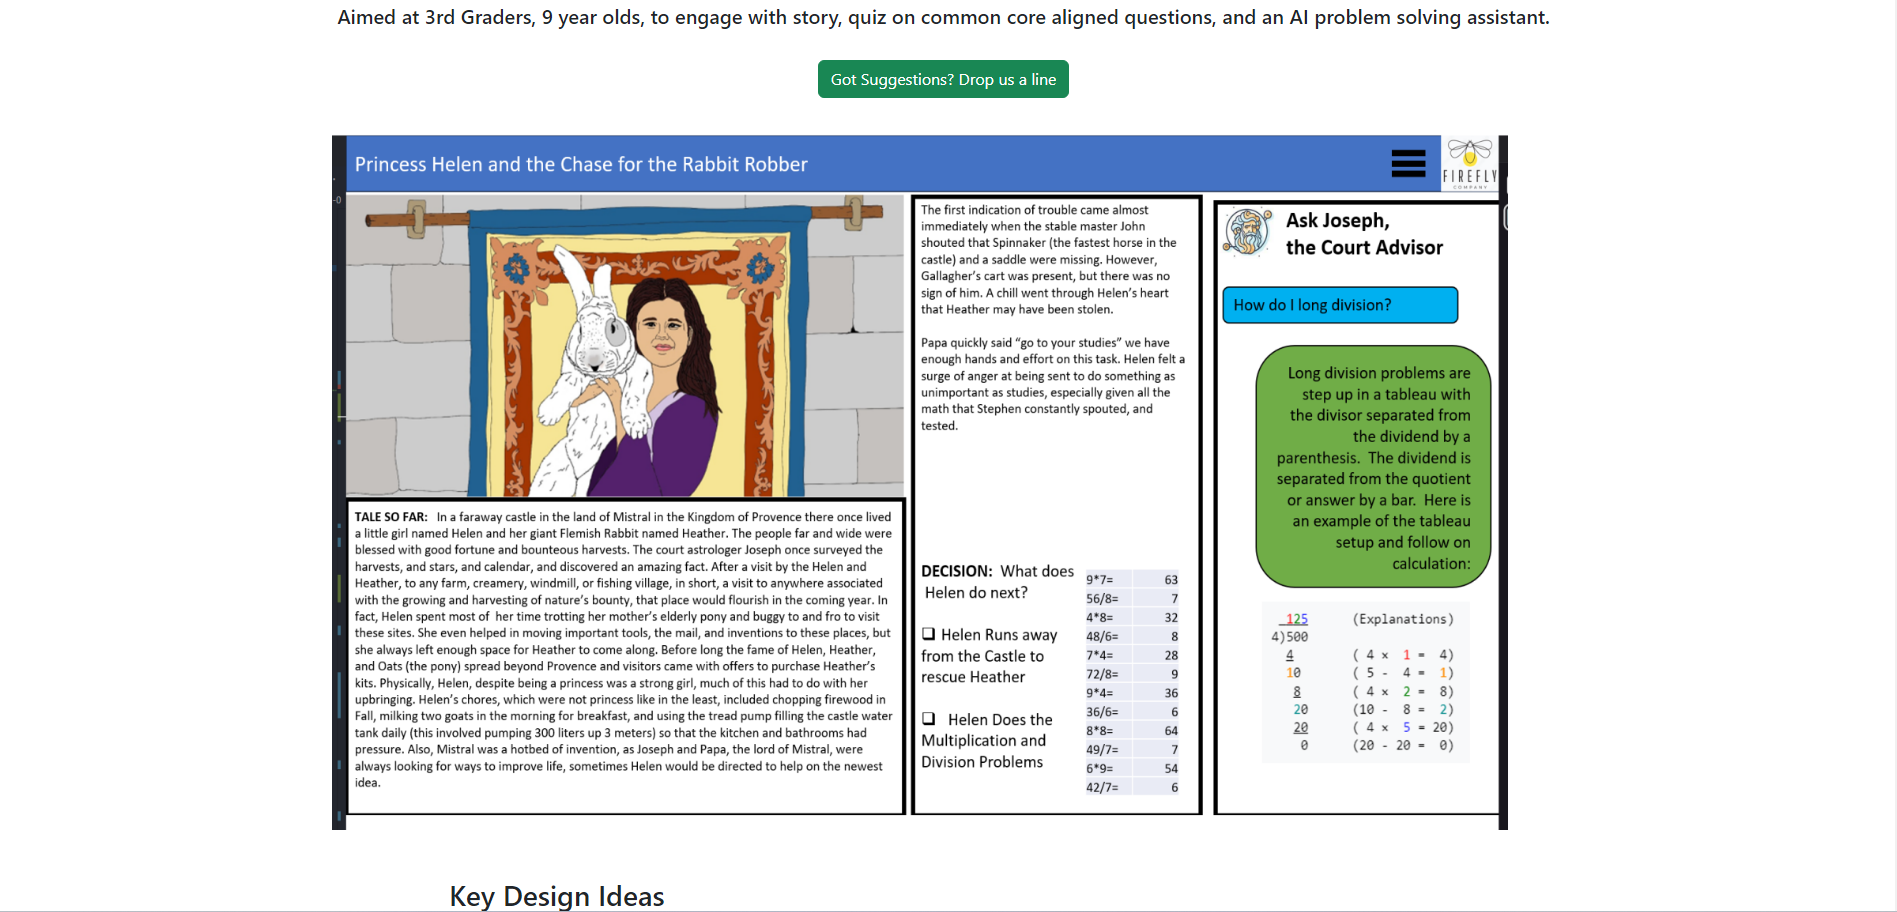 Aimed at 3rd Graders, 9 year olds, to engage with story, quiz on common core aligned questions, and an AI problem solving assistant.
Got Suggestions? Drop us a line
Princess Helen and the Chase for the Rabbit Robber
FIREFLY
COMPANY
-0
TALE SO FAR: In a faraway castle in the land of Mistral in the Kingdom of Provence there once lived
a little girl named Helen and her giant Flemish Rabbit named Heather. The people far and wide were
blessed with good fortune and bounteous harvests. The court astrologer Joseph once surveyed the
harvests, and stars, and calendar, and discovered an amazing fact. After a visit by the Helen and
Heather, to any farm, creamery, windmill, or fishing village, in short, a visit to anywhere associated
with the growing and harvesting of nature's bounty, that place would flourish in the coming year. In
fact, Helen spent most of her time trotting her mother's elderly pony and buggy to and fro to visit
these sites. She even helped in moving important tools, the mail, and inventions to these places, but
she always left enough space for Heather to come along. Before long the fame of Helen, Heather,
and Oats (the pony) spread beyond Provence and visitors came with offers to purchase Heather's
kits. Physically, Helen, despite being a princess was a strong girl, much of this had to do with her
upbringing. Helen's chores, which were not princess like in the least, included chopping firewood in
Fall, milking two goats in the morning for breakfast, and using the tread pump filling the castle water
tank daily (this involved pumping 300 liters up 3 meters) so that the kitchen and bathrooms had
pressure. Also, Mistral was a hotbed of invention, as Joseph and Papa, the lord of Mistral, were
always looking for ways to improve life, sometimes Helen would be directed to help on the newest
idea.
The first indication of trouble came almost
immediately when the stable master John
shouted that Spinnaker (the fastest horse in the
castle) and a saddle were missing. However,
Gallagher's cart was present, but there was no
sign of him. A chill went through Helen's heart
that Heather may have been stolen.
Papa quickly said “go to your studies” we have
enough hands and effort on this task. Helen felt a
surge of anger at being sent to do something as
unimportant as studies, especially given all the
math that Stephen constantly spouted, and
tested.
DECISION: What does
Helen do next?
❑ Helen Runs away
from the Castle to
rescue Heather
❑ Helen Does the
Multiplication and
Division Problems
9*7= 63
56/8= 7
4*8= 32
48/6= 8
7*4= 28
72/8= 9
9*4= 36
36/6= 6
8*8= 64
49/7= 7
6*9= 54
42/7= 6
Ask Joseph,
the Court Advisor
How do I long division?
Long division problems are
step up in a tableau with
the divisor separated from
the dividend by a
parenthesis. The dividend is
separated from the quotient
or answer by a bar. Here is
an example of the tableau
setup and follow on
calculation:
125 (Explanations)
4)500
4 ( 4 × 1 = 4)
10 ( 5 - 4 = 1)
8 ( 4 × 2 = 8)
20 (10 - 8 = 2)
20 ( 4 × 5 = 20)
0 (20 - 20 = 0)
Key Design Ideas